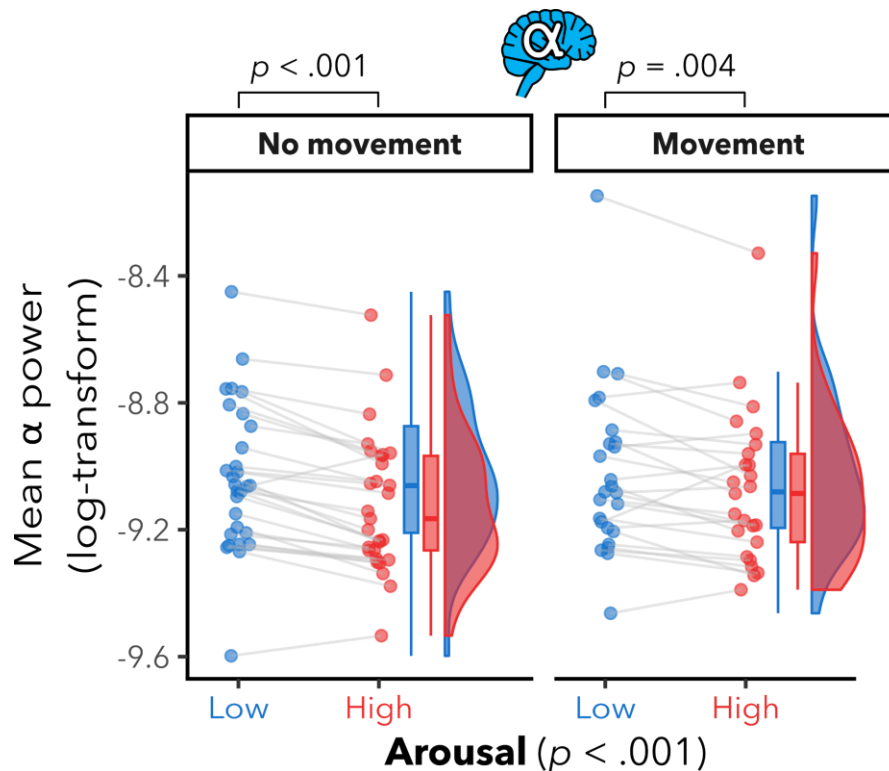 α
p < .001
p = .004
No movement
Movement
Mean α power
(log-transform)
-8.4
-8.8
-9.2
-9.6
Low
High
Low
High
Arousal (p < .001)